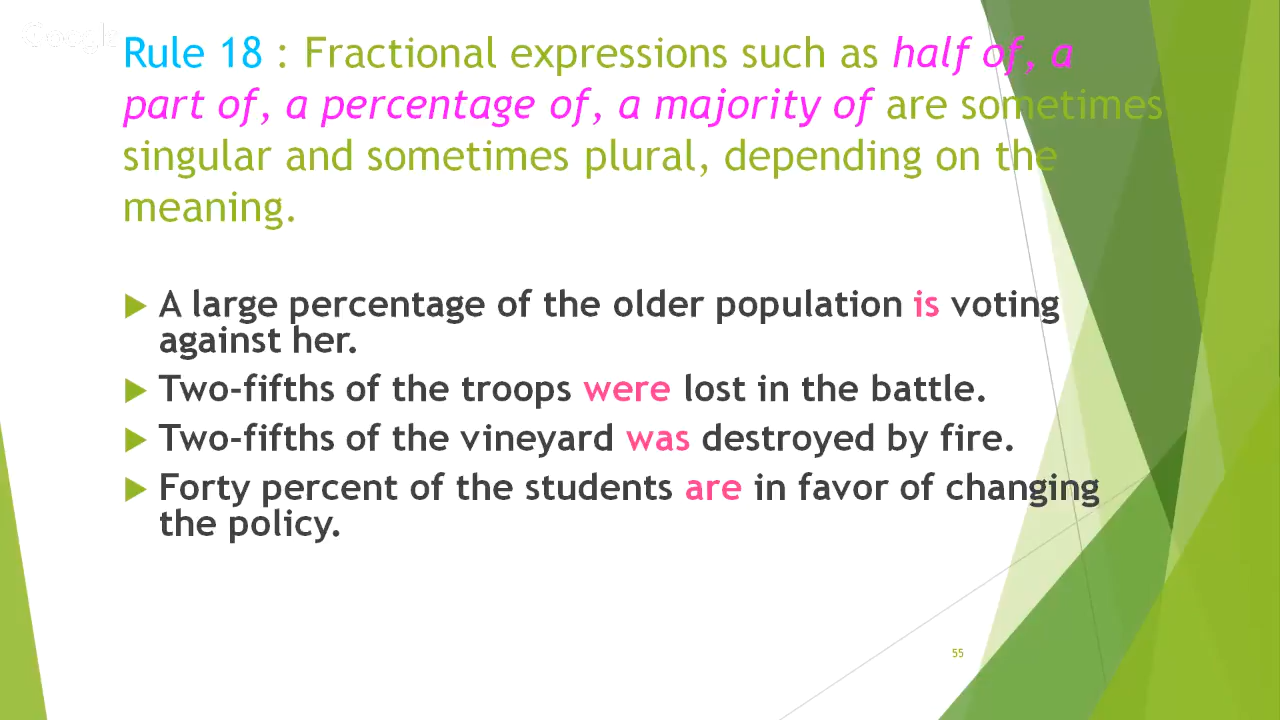 Google
Rule 18 : Fractional expressions such as half of, a
part of, a percentage of, a majority of are sometimes
singular and sometimes plural, depending on the
meaning.
A large percentage of the older population is voting
against her.
Two-fifths of the troops were lost in the battle.
Two-fifths of the vineyard was destroyed by fire.
Forty percent of the students are in favor of changing
the policy.
55